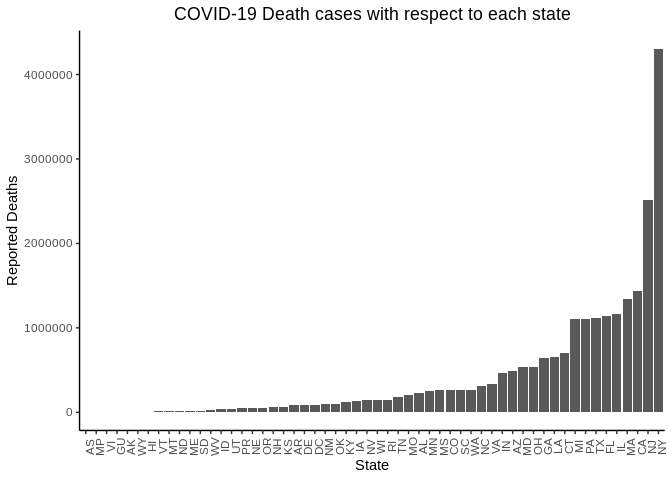 COVID-19 Death cases with respect to each state
Reported Deaths
4000000
3000000
2000000
1000000
0
AS MP VI GU AK WY HI VT MT ND ME SD WV ID UT PR NE OR NH KS AR DE DC NM OK KY IA NV WI RI TN MO AL MN MS CO SC WA NC VA IN AZ MD OH GA LA CT MI PA TX FL IL MA CA NJ NY
State